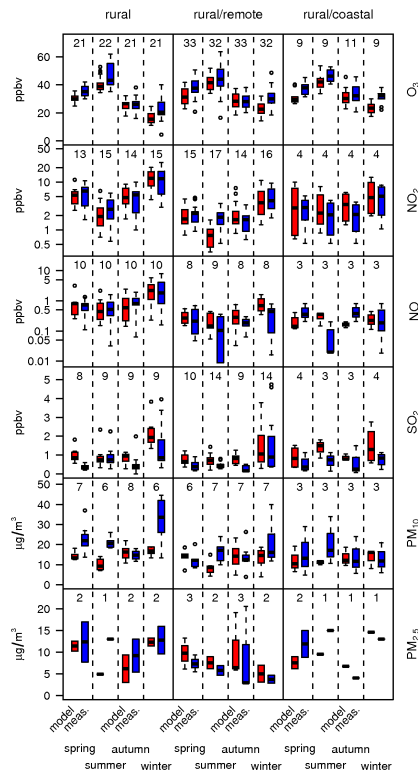 rural rural/remote rural/coastal
21 22 21 21 33 32 33 32 9 9 11 9
60
40
20
0
ppbv
O3
13 15 14 15 15 17 14 16 4 4 4 4
50
20
10
5
2
1
0.5
ppbv
NO2
10 10 10 10 8 9 8 8 3 3 3 3
10
5
1
0.5
0.1
0.05
0.01
ppbv
NO
8 9 9 9 10 14 9 14 4 3 3 4
5
4
3
2
1
0
ppbv
SO2
7 6 8 6 6 7 7 7 3 3 3 3
50
40
30
20
10
0
µg/m³
PM10
2 1 2 2 3 2 3 2 2 1 1 1
20
15
10
5
0
µg/m³
PM2.5
model meas. model meas. model meas. model meas. model meas. model meas.
spring autumn spring autumn spring autumn
summer winter summer winter summer winter